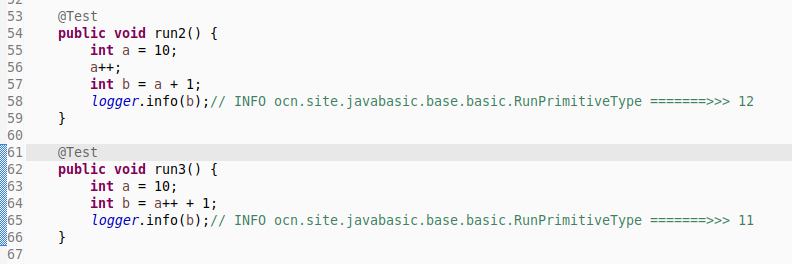 52
53 @Test
54 public void run2() {
55 int a = 10;
56 a++;
57 int b = a + 1;
58 logger.info(b);// INFO ocn.site.javabasic.base.basic.RunPrimitiveType =======>>> 12
59 }
60
61 @Test
62 public void run3() {
63 int a = 10;
64 int b = a++ + 1;
65 logger.info(b);// INFO ocn.site.javabasic.base.basic.RunPrimitiveType =======>>> 11
66 }
67